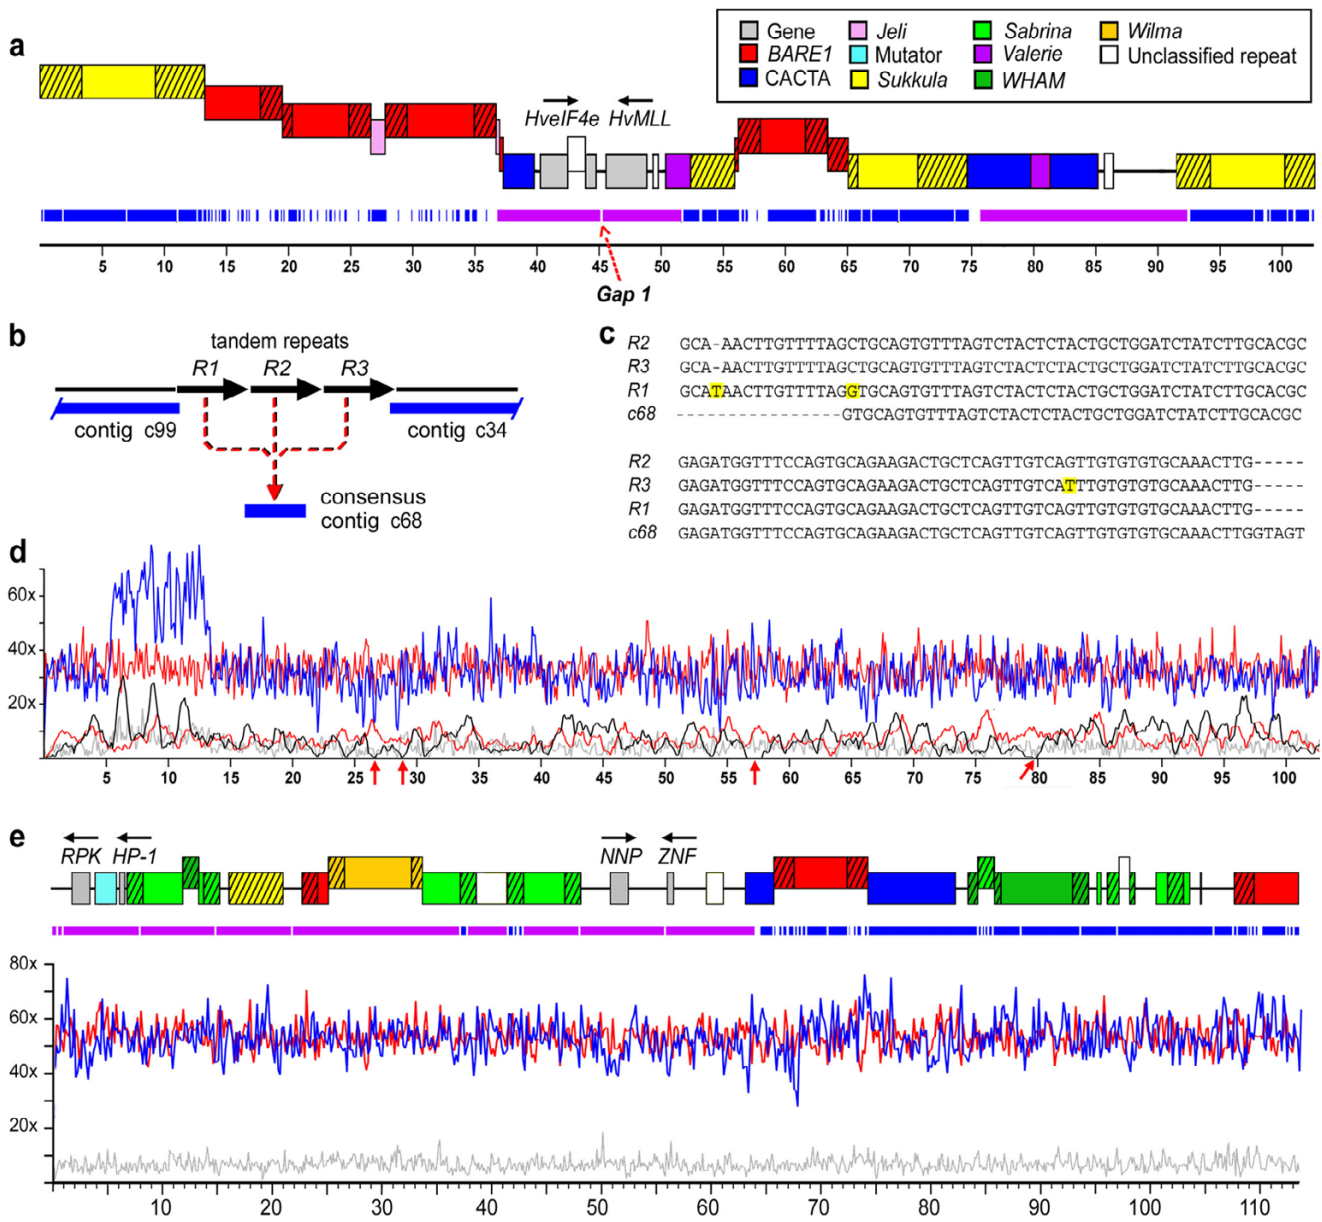 a
Gene
Jeli
Sabrina
Wilma
BARE1
Mutator
Valerie
Unclassified repeat
CACTA
Sukkula
WHAM
HveIF4e
HvMLL
5 10 15 20 25 30 35 40 45 50 55 60 65 70 75 80 85 90 95 100
Gap 1
b
tandem repeats
R1 R2 R3
contig c99
contig c34
consensus
contig c68
c
R2 GCA-AACTTGTTTTAGCTGCAGTGTTTAGTCTACTCTACTGCTGGATCTATCTTGCACGC
R3 GCA-AACTTGTTTTAGCTGCAGTGTTTAGTCTACTCTACTGCTGGATCTATCTTGCACGC
R1 GCATAACTTGTTTTAGGTGCAGTGTTTAGTCTACTCTACTGCTGGATCTATCTTGCACGC
c68 ----------------GTGCAGTGTTTAGTCTACTCTACTGCTGGATCTATCTTGCACGC
R2 GAGATGGTTTCCAGTGCAGAAGACTGCTCAGTTGTCAGTTGTGTGTGCAAACTTG-----
R3 GAGATGGTTTCCAGTGCAGAAGACTGCTCAGTTGTCATTTGTGTGTGCAAACTTG-----
R1 GAGATGGTTTCCAGTGCAGAAGACTGCTCAGTTGTCAGTTGTGTGTGCAAACTTG-----
c68 GAGATGGTTTCCAGTGCAGAAGACTGCTCAGTTGTCAGTTGTGTGTGCAAACTTGGTAGT
d
60x
40x
20x
5 10 15 20 25 30 35 40 45 50 55 60 65 70 75 80 85 90 95 100
e
RPK HP-1
NNP ZNF
80x
60x
40x
20x
10 20 30 40 50 60 70 80 90 100 110